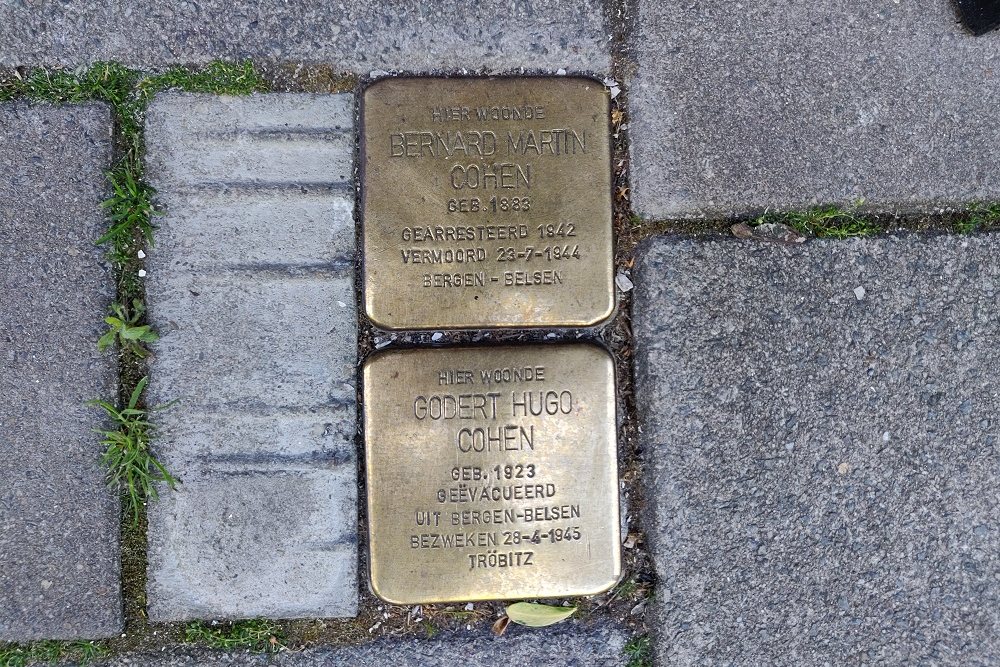 HIER WOONDE
BERNARD MARTIN
COHEN
GEB. 1883
GEARRESTEERD 1942
VERMOORD 23-7-1944
BERGEN - BELSEN
HIER WOONDE
GODERT HUGO
COHEN
GEB. 1923
GEËVACUEERD
UIT BERGEN-BELSEN
BEZWEKEN 28-4-1945
TRÖBITZ